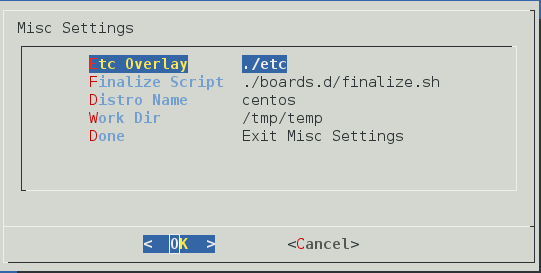 Misc Settings
Etc Overlay ./etc
Finalize Script ./boards.d/finalize.sh
Distro Name centos
Work Dir /tmp/temp
Done Exit Misc Settings
< OK > <Cancel>